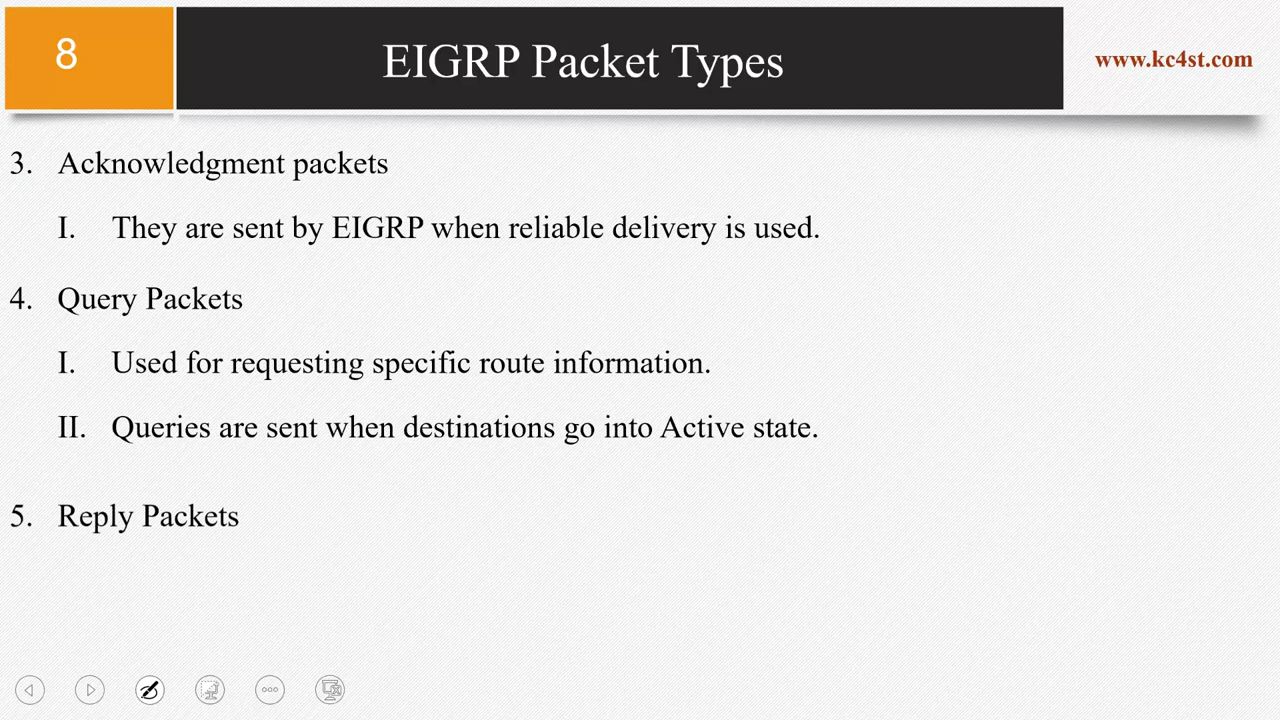 8
EIGRP Packet Types
www.kc4st.com
3. Acknowledgment packets
I. They are sent by EIGRP when reliable delivery is used.
4. Query Packets
I. Used for requesting specific route information.
II. Queries are sent when destinations go into Active state.
5. Reply Packets